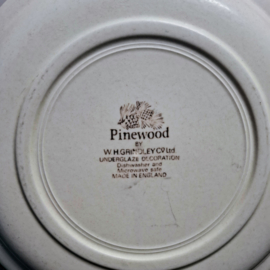 Pinewood
BY
W.H.GRINDLEY CO Ltd.
UNDERGLAZE DECORATION
Dishwasher and
Microwave safe
MADE IN ENGLAND